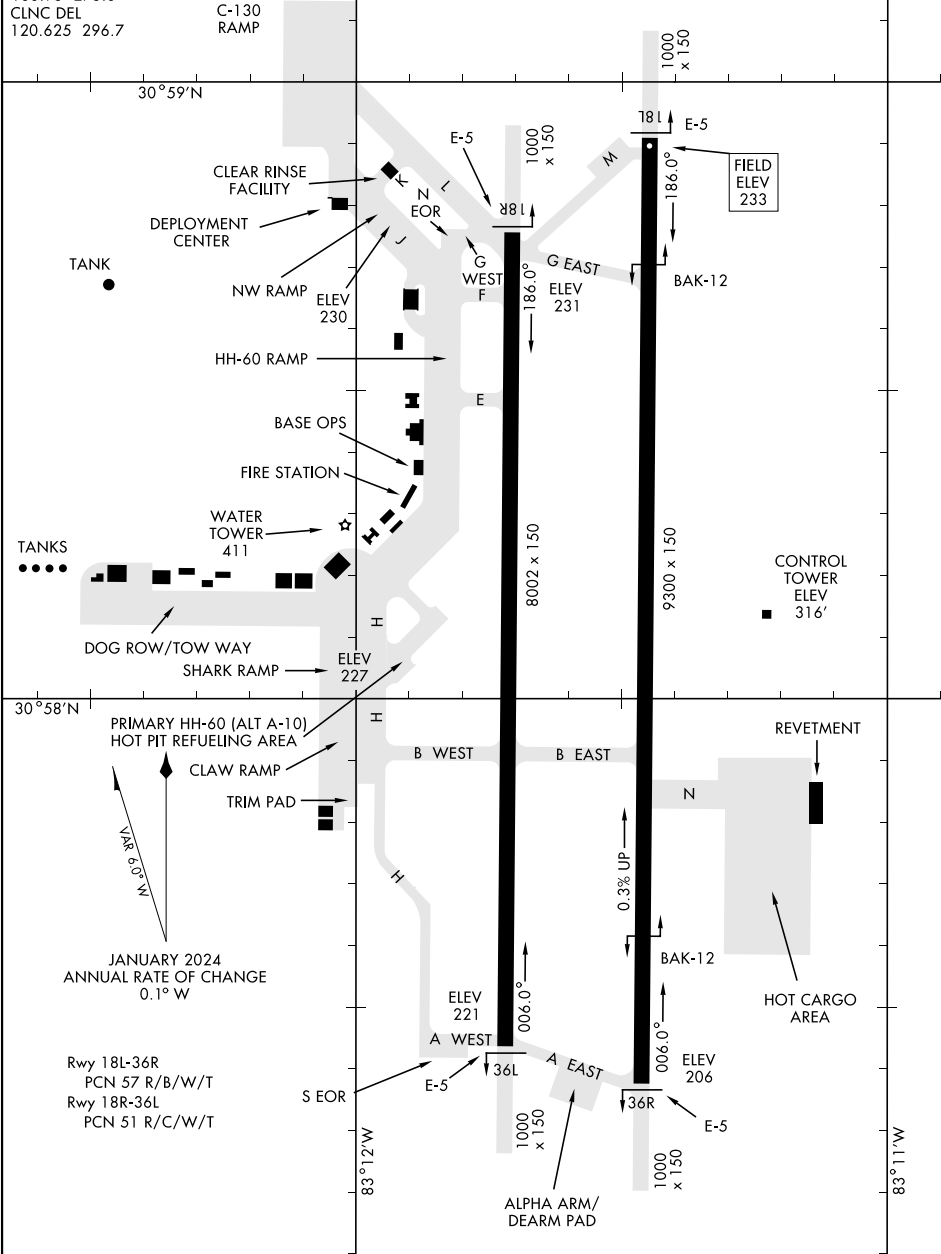 CLNC DEL
120.625 296.7
C-130
RAMP
1000
x 150
30°59'N
E-5
1000
x 150
18L
E-5
CLEAR RINSE
FACILITY
K
L
N
EOR
M
186.0°
FIELD
ELEV
233
DEPLOYMENT
CENTER
18R
J
TANK
NW RAMP
ELEV
230
G
WEST
F
186.0°
G EAST
ELEV
231
BAK-12
HH-60 RAMP
E
BASE OPS
FIRE STATION
WATER
TOWER
411
TANKS
8002 x 150
9300 x 150
CONTROL
TOWER
ELEV
316'
DOG ROW/TOW WAY
H
SHARK RAMP
ELEV
227
30°58'N
PRIMARY HH-60 (ALT A-10)
HOT PIT REFUELING AREA
H
CLAW RAMP
B WEST
B EAST
REVETMENT
TRIM PAD
N
VAR 6.0° W
0.3% UP
H
JANUARY 2024
ANNUAL RATE OF CHANGE
0.1° W
BAK-12
HOT CARGO
AREA
ELEV
221
006.0°
006.0°
A WEST
36L
A EAST
ELEV
206
Rwy 18L-36R
PCN 57 R/B/W/T
Rwy 18R-36L
PCN 51 R/C/W/T
S EOR
E-5
36R
E-5
83°12'W
1000
x 150
1000
x 150
83°11'W
ALPHA ARM/
DEARM PAD